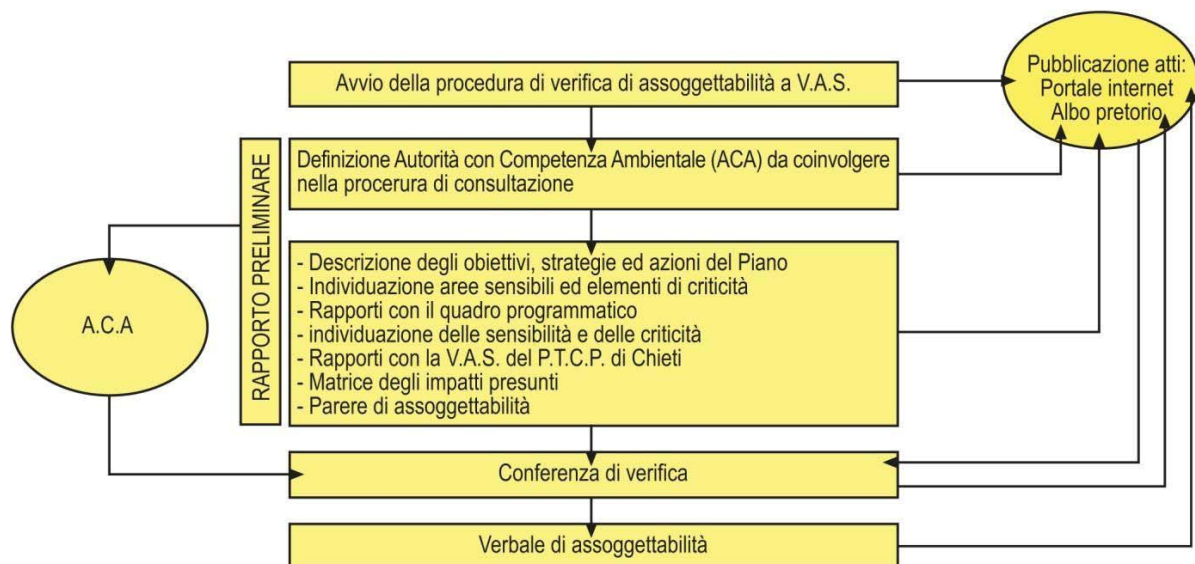 Avvio della procedura di verifica di assoggettabilità a V.A.S.
Pubblicazione atti:
Portale internet
Albo pretorio
RAPPORTO PRELIMINARE
Definizione Autorità con Competenza Ambientale (ACA) da coinvolgere
nella procerura di consultazione
A.C.A
- Descrizione degli obiettivi, strategie ed azioni del Piano
- Individuazione aree sensibili ed elementi di criticità
- Rapporti con il quadro programmatico
- individuazione delle sensibilità e delle criticità
- Rapporti con la V.A.S. del P.T.C.P. di Chieti
- Matrice degli impatti presunti
- Parere di assoggettabilità
Conferenza di verifica
Verbale di assoggettabilità